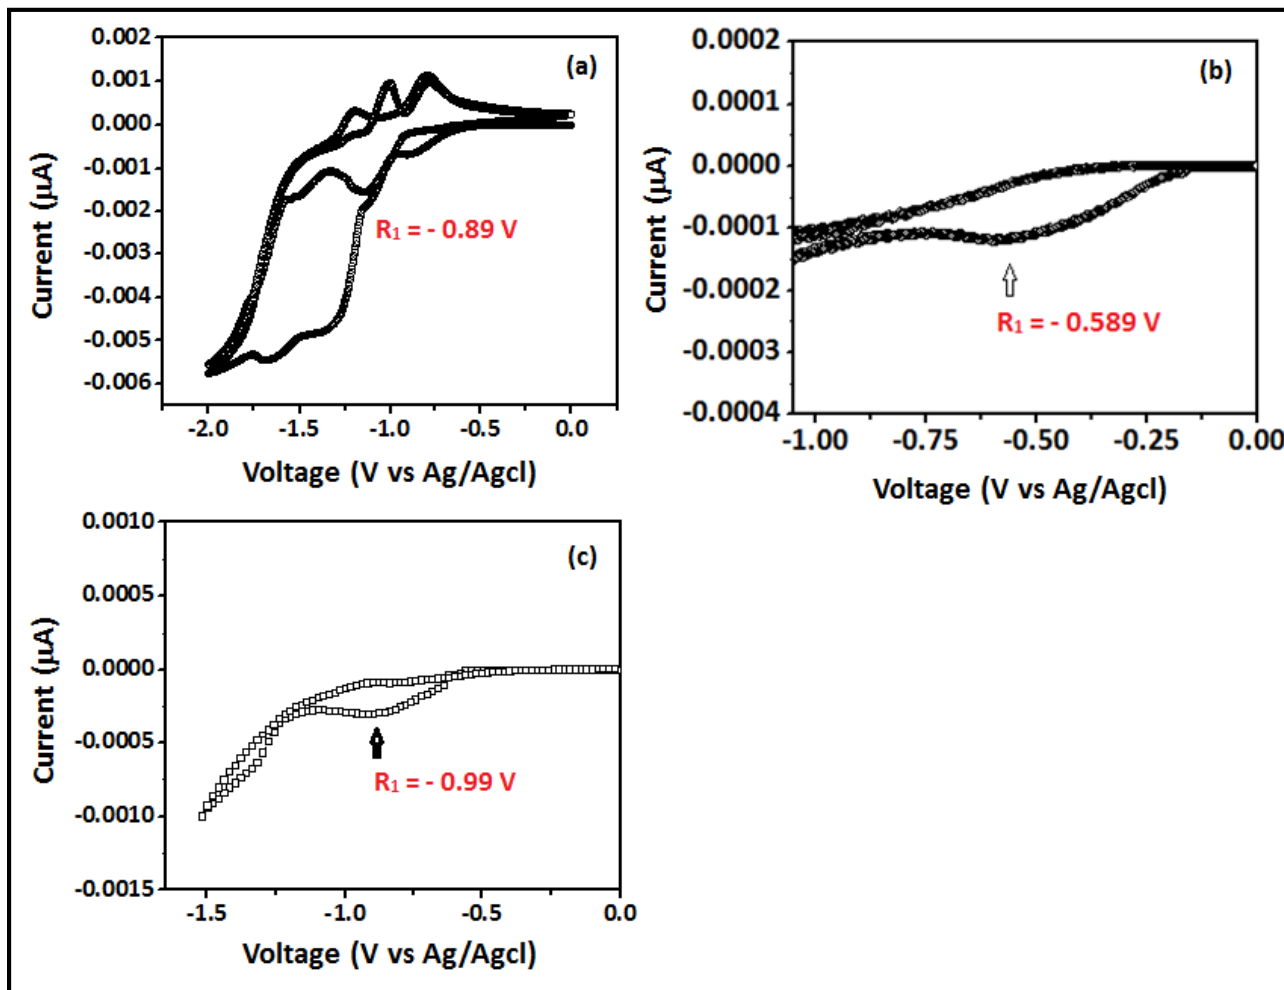 0.002
0.001
0.000
-0.001
-0.002
-0.003
-0.004
-0.005
-0.006
Current (µA)
(a)
R₁ = - 0.89 V
-2.0 -1.5 -1.0 -0.5 0.0
Voltage (V vs Ag/Agcl)
0.0002
0.0001
0.0000
-0.0001
-0.0002
-0.0003
-0.0004
Current (µA)
(b)
R₁ = - 0.589 V
-1.00 -0.75 -0.50 -0.25 0.00
Voltage (V vs Ag/Agcl)
0.0010
0.0005
0.0000
-0.0005
-0.0010
-0.0015
Current (µA)
(c)
R₁ = - 0.99 V
-1.5 -1.0 -0.5 0.0
Voltage (V vs Ag/Agcl)